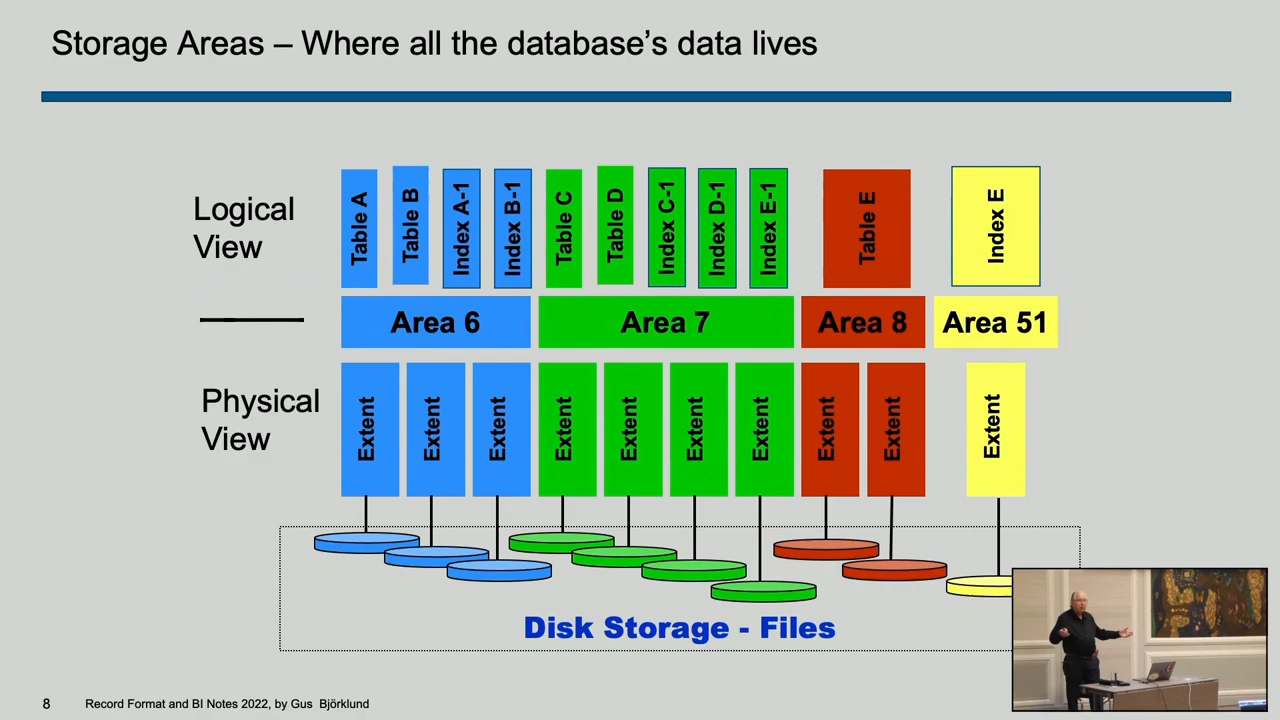 Storage Areas – Where all the database's data lives
Logical
View
Table A
Table B
Index A-1
Index B-1
Table C
Table D
Index C-1
Index D-1
Index E-1
Table E
Index E
Area 6
Area 7
Area 8
Area 51
Physical
View
Extent
Extent
Extent
Extent
Extent
Extent
Extent
Extent
Extent
Extent
Disk Storage - Files
8
Record Format and BI Notes 2022, by Gus Björklund